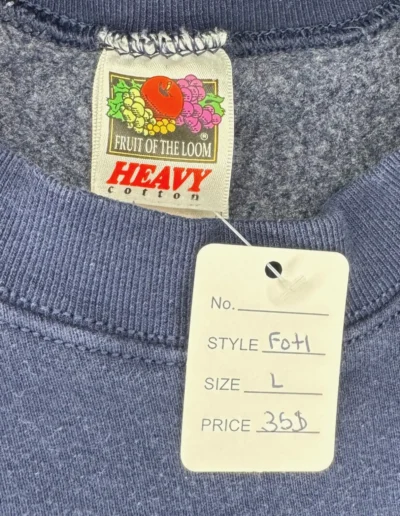 FRUIT OF THE LOOM ®
HEAVY
cotton
No.
STYLE FOtl
SIZE L
PRICE 35$